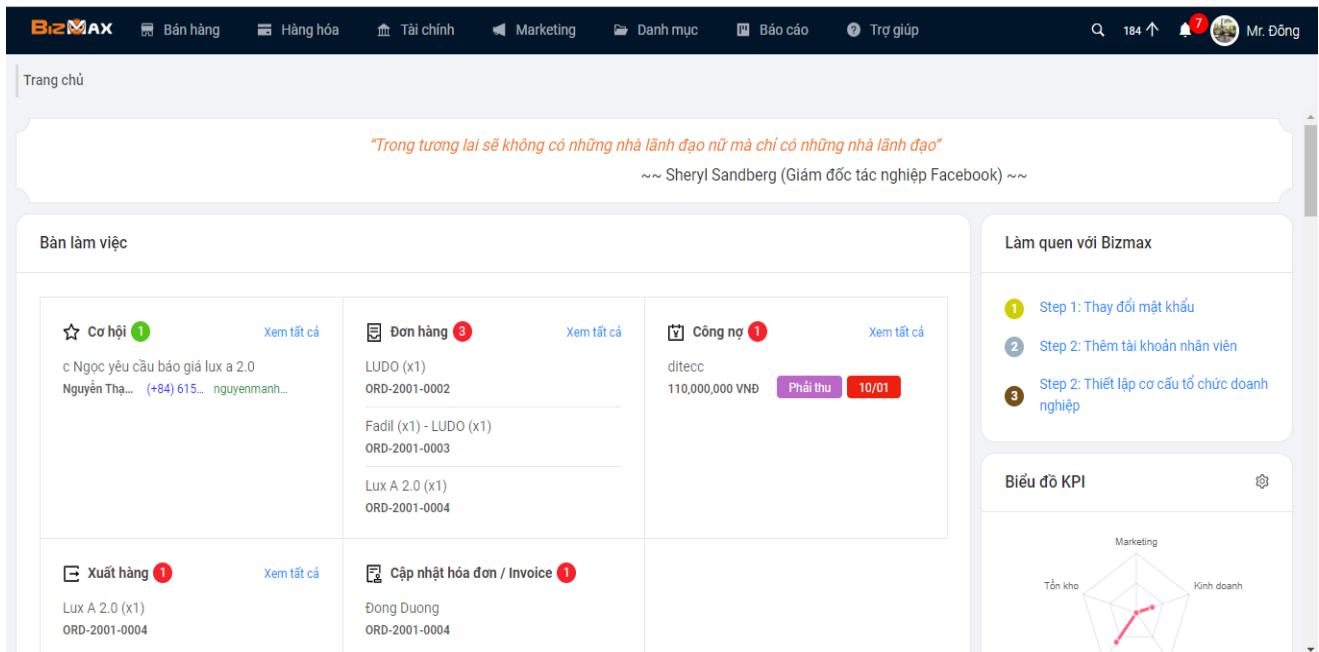 BIZMAX Bán hàng Hàng hóa Tài chính Marketing Danh mục Báo cáo Trợ giúp 184 7 Mr. Đông
Trang chủ
“Trong tương lai sẽ không có những nhà lãnh đạo nữ mà chỉ có những nhà lãnh đạo”
~~ Sheryl Sandberg (Giám đốc tác nghiệp Facebook) ~~
Bàn làm việc
Cơ hội 1 Xem tất cả
c Ngọc yêu cầu báo giá lux a 2.0
Nguyễn Thạ... (+84) 615... nguyenmanh...
Đơn hàng 3 Xem tất cả
LUDO (x1)
ORD-2001-0002
Fadil (x1) - LUDO (x1)
ORD-2001-0003
Lux A 2.0 (x1)
ORD-2001-0004
Công nợ 1 Xem tất cả
ditecc
110,000,000 VNĐ Phải thu 10/01
Xuất hàng 1 Xem tất cả
Lux A 2.0 (x1)
ORD-2001-0004
Cập nhật hóa đơn / Invoice 1
Đong Duong
ORD-2001-0004
Làm quen với Bizmax
1 Step 1: Thay đổi mật khẩu
2 Step 2: Thêm tài khoản nhân viên
3 Step 2: Thiết lập cơ cấu tổ chức doanh
nghiệp
Biểu đồ KPI
Marketing
Tồn kho Kinh doanh